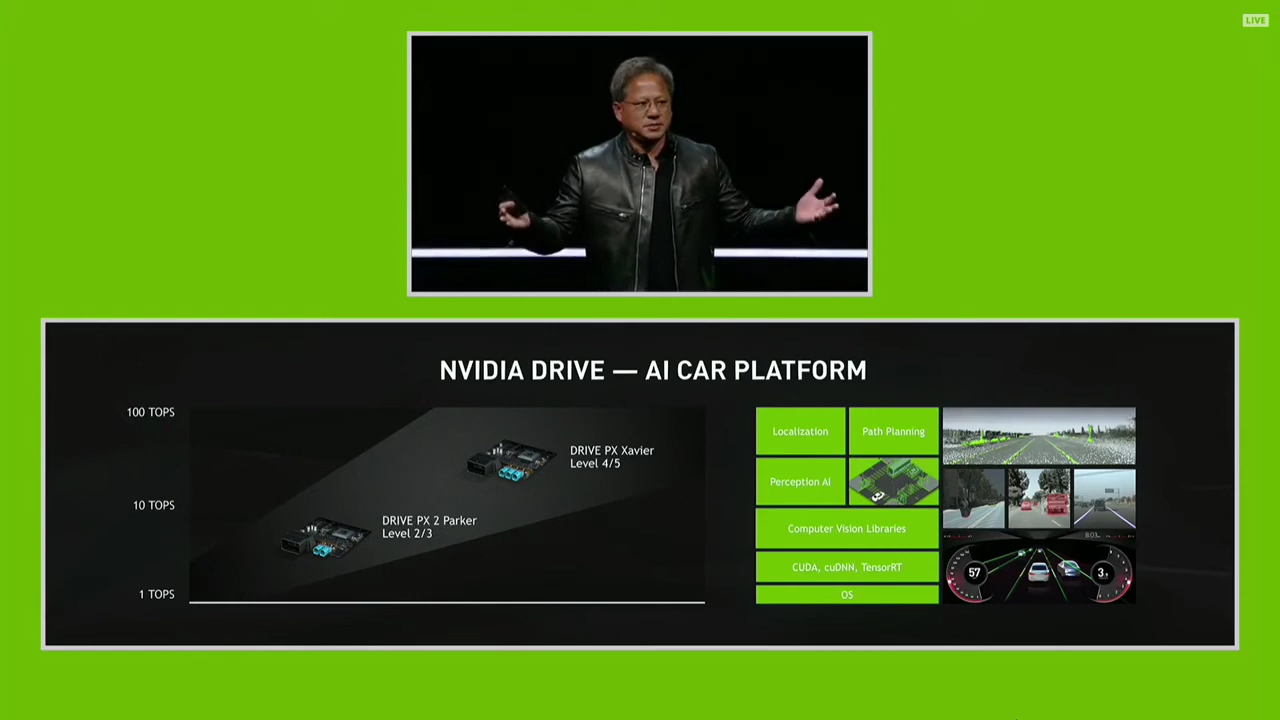 LIVE
NVIDIA DRIVE — AI CAR PLATFORM
100 TOPS
10 TOPS
1 TOPS
DRIVE PX Xavier
Level 4/5
DRIVE PX 2 Parker
Level 2/3
Localization
Path Planning
Perception AI
Computer Vision Libraries
CUDA, cuDNN, TensorRT
OS
57